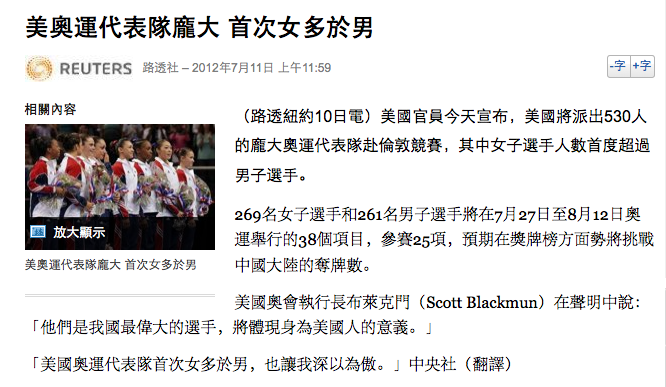 美奧運代表隊龐大 首次女多於男
REUTERS 路透社 – 2012年7月11日 上午11:59
-字 +字
相關內容
放大顯示
美奧運代表隊龐大 首次女多於男
（路透紐約10日電）美國官員今天宣布，美國將派出530人
的龐大奧運代表隊赴倫敦競賽，其中女子選手人數首度超過
男子選手。
269名女子選手和261名男子選手將在7月27日至8月12日奧
運舉行的38個項目，參賽25項，預期在獎牌榜方面勢將挑戰
中國大陸的奪牌數。
美國奧會執行長布萊克門（Scott Blackmun）在聲明中說：
「他們是我國最偉大的選手，將體現身為美國人的意義。」
「美國奧運代表隊首次女多於男，也讓我深以為傲。」中央社（翻譯）